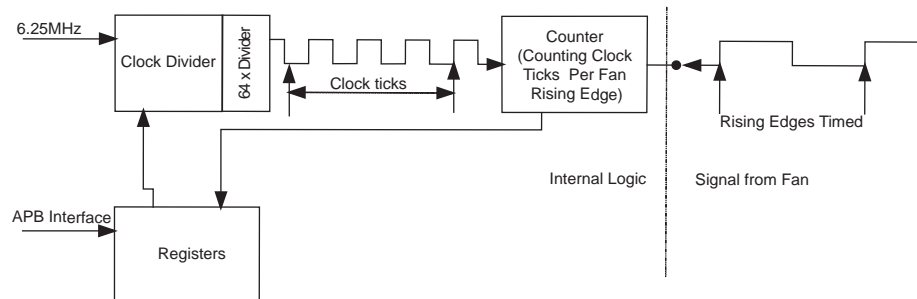 6.25MHz
Clock Divider
64 x Divider
Clock ticks
Counter
(Counting Clock
Ticks Per Fan
Rising Edge)
Rising Edges Timed
Internal Logic
Signal from Fan
APB Interface
Registers